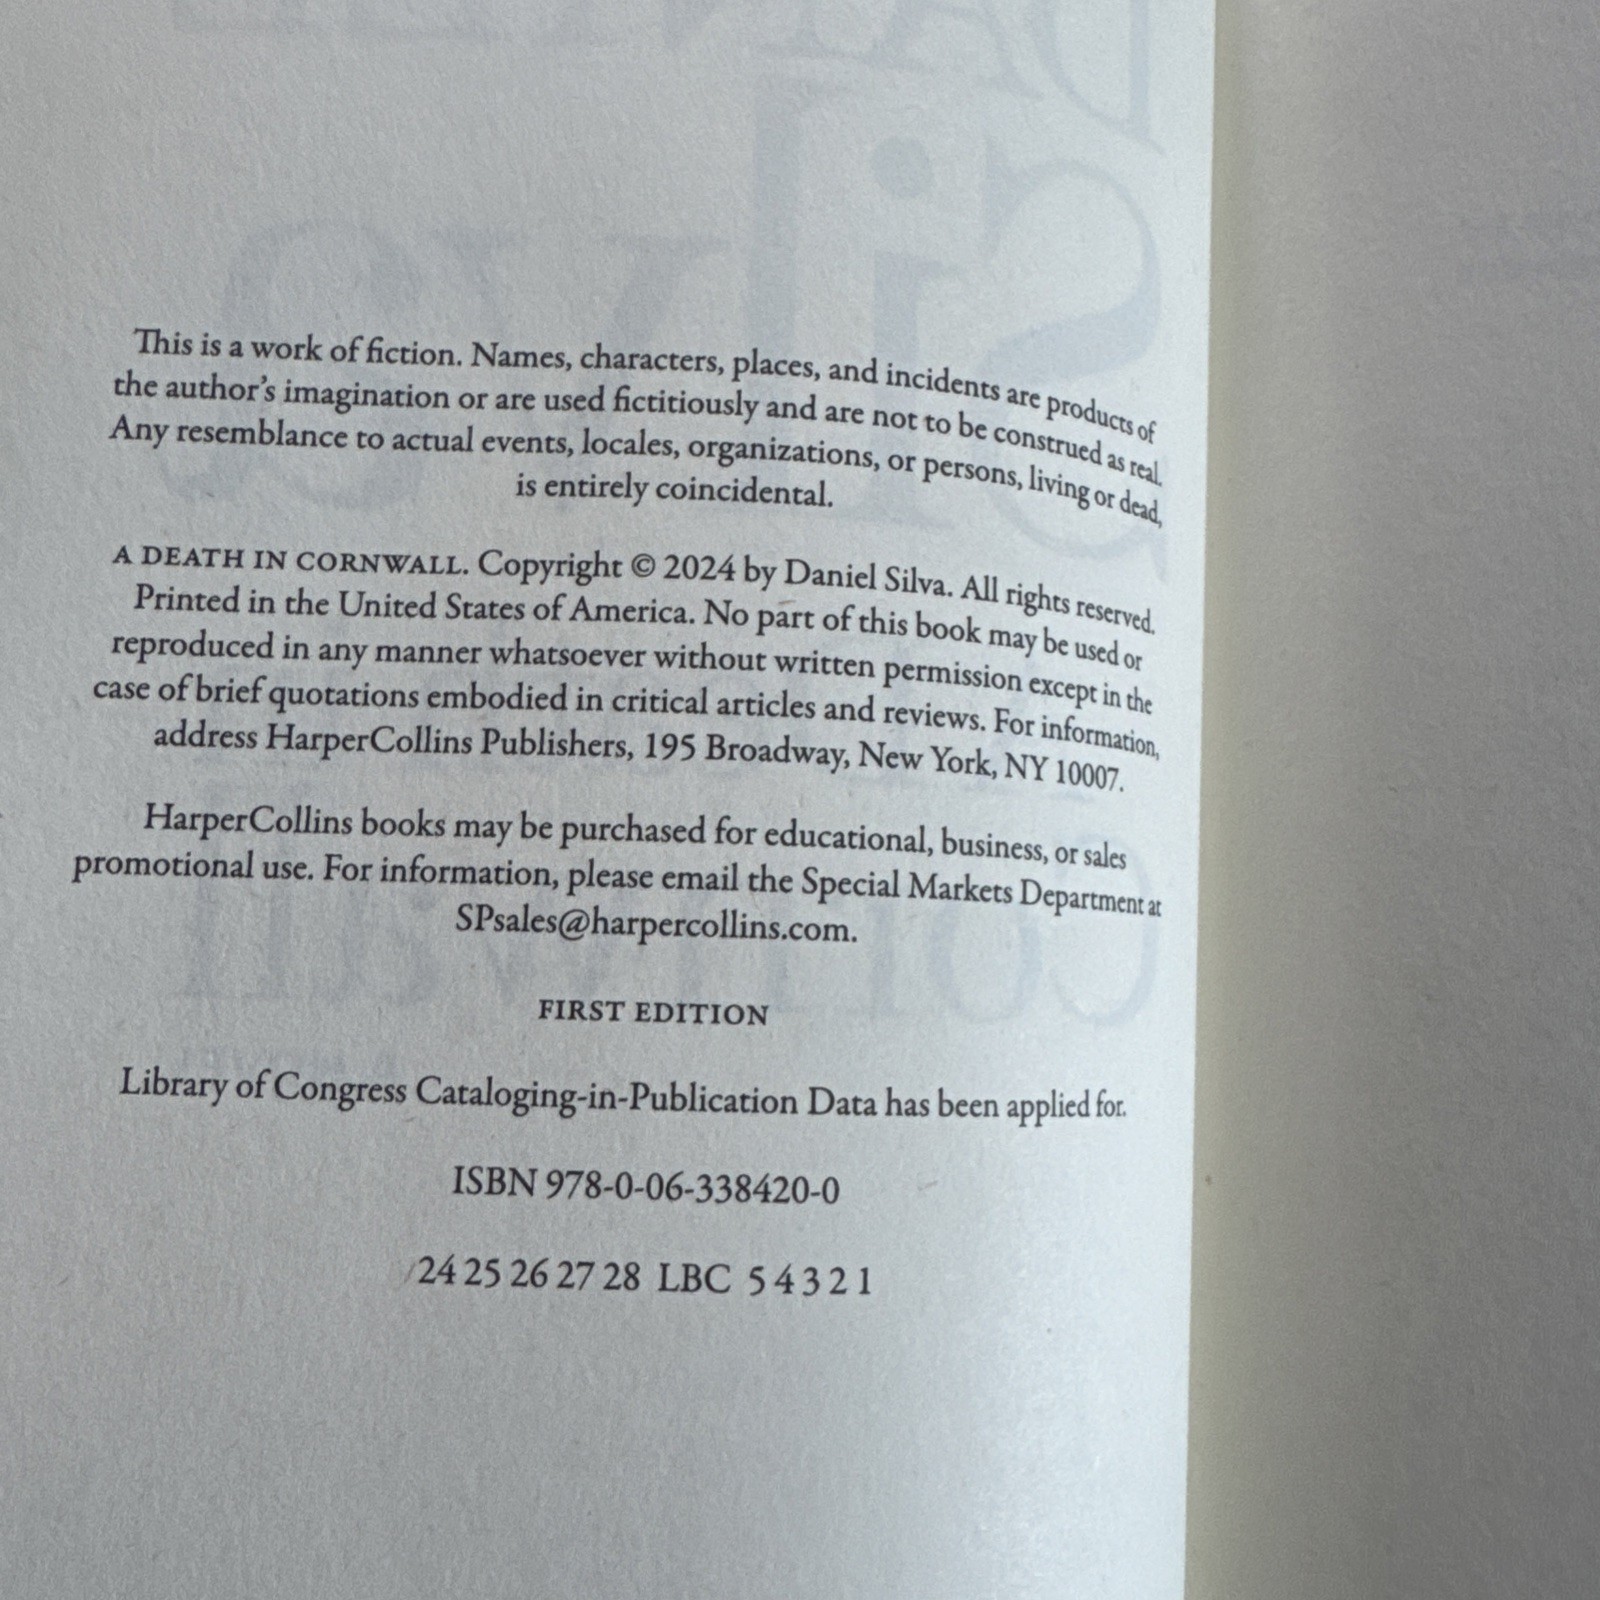 This is a work of fiction. Names, characters, places, and incidents are products of
the author's imagination or are used fictitiously and are not to be construed as real.
Any resemblance to actual events, locales, organizations, or persons, living or dead,
is entirely coincidental.
A DEATH IN CORNWALL. Copyright © 2024 by Daniel Silva. All rights reserved.
Printed in the United States of America. No part of this book may be used or
reproduced in any manner whatsoever without written permission except in the
case of brief quotations embodied in critical articles and reviews. For information,
address HarperCollins Publishers, 195 Broadway, New York, NY 10007.
HarperCollins books may be purchased for educational, business, or sales
promotional use. For information, please email the Special Markets Department at
SPsales@harpercollins.com.
FIRST EDITION
Library of Congress Cataloging-in-Publication Data has been applied for.
ISBN 978-0-06-338420-0
24 25 26 27 28 LBC 5 4 3 2 1